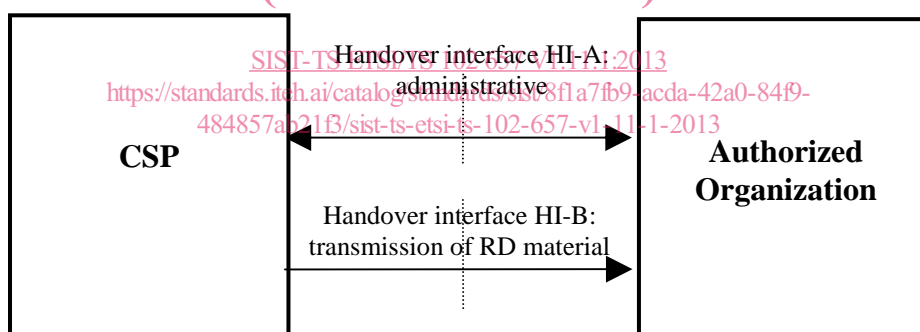 Handover interface HI-A:
administrative
SIST-TS ETSI/TS 102 657 V1.11.1:2013
https://standards.iteh.ai/catalog/standards/sist/8f1a7fb9-acda-42a0-84f9-
484857ab21f3/sist-ts-etsi-ts-102-657-v1-11-1-2013
CSP
Authorized
Organization
Handover interface HI-B:
transmission of RD material